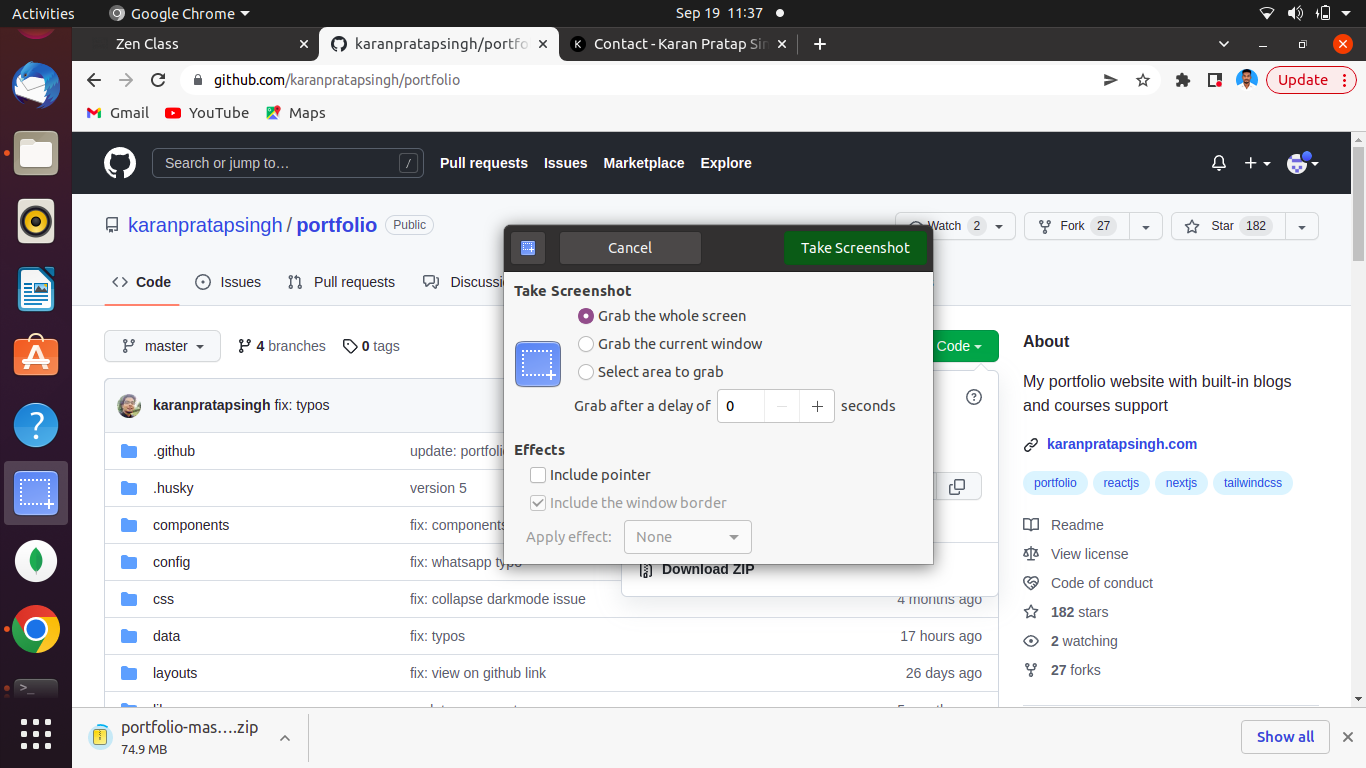 Activities
Google Chrome
Sep 19 11:37
Zen Class
karanpratapsingh/portfo
Contact - Karan Pratap Sin
github.com/karanpratapsingh/portfolio
Update
Gmail
YouTube
Maps
Search or jump to…
/
Pull requests
Issues
Marketplace
Explore
karanpratapsingh / portfolio
Public
Watch 2
Fork 27
Star 182
Code
Issues
Pull requests
Cancel
Take Screenshot
Take Screenshot
Grab the whole screen
Grab the current window
Select area to grab
Grab after a delay of 0 seconds
Effects
Include pointer
Include the window border
Apply effect: None
master
4 branches
0 tags
Code
karanpratapsingh fix: typos
.github update: portfolio
.husky version 5
components fix: components
config fix: whatsapp typo
Download ZIP
css fix: collapse darkmode issue 4 months ago
data fix: typos 17 hours ago
layouts fix: view on github link 26 days ago
About
My portfolio website with built-in blogs
and courses support
karanpratapsingh.com
portfolio reactjs nextjs tailwindcss
Readme
View license
Code of conduct
182 stars
2 watching
27 forks
portfolio-mas….zip
74.9 MB
Show all